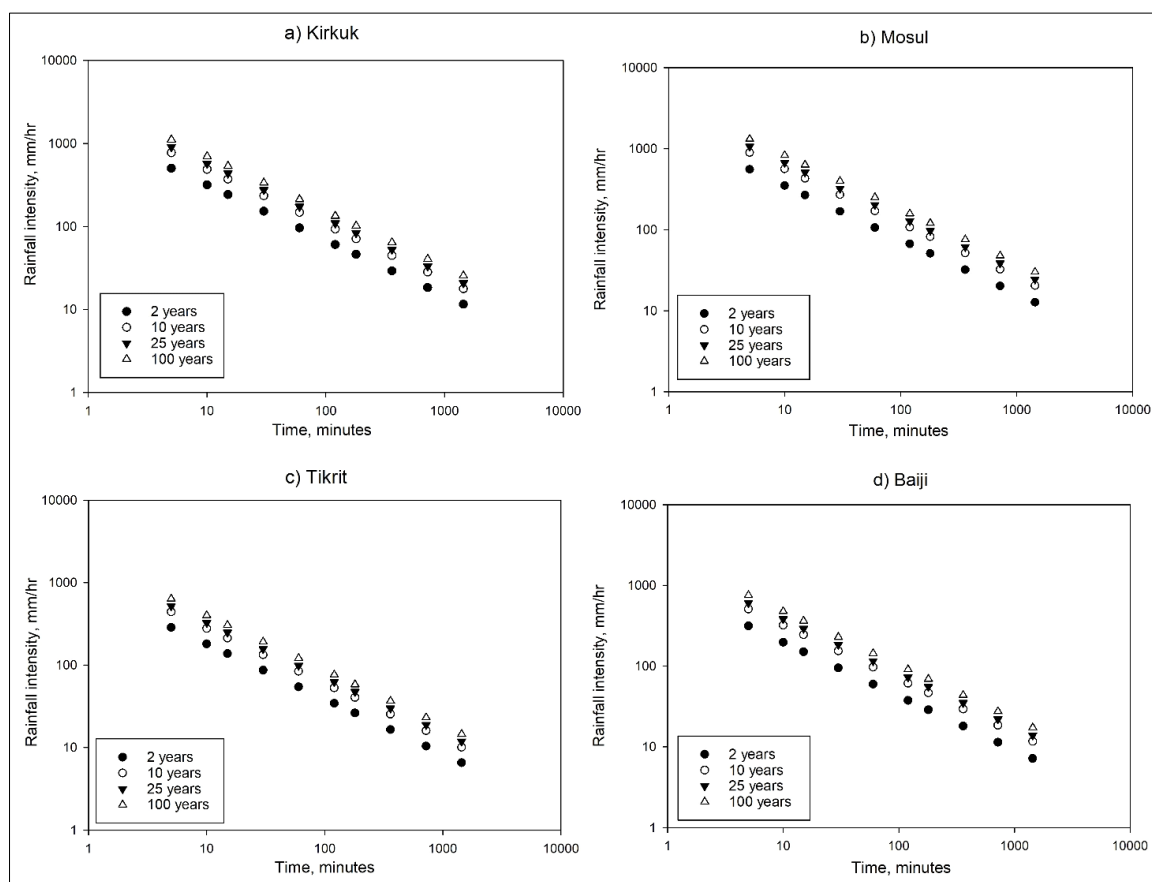 a) Kirkuk
Rainfall intensity, mm/hr
10000
1000
100
10
1
2 years
10 years
25 years
100 years
1
10
100
1000
10000
Time, minutes
b) Mosul
Rainfall intensity, mm/hr
10000
1000
100
10
1
2 years
10 years
25 years
100 years
1
10
100
1000
10000
Time, minutes
c) Tikrit
Rainfall intensity, mm/hr
10000
1000
100
10
1
2 years
10 years
25 years
100 years
1
10
100
1000
10000
Time, minutes
d) Baiji
Rainfall intensity, mm/hr
10000
1000
100
10
1
2 years
10 years
25 years
100 years
1
10
100
1000
10000
Time, minutes